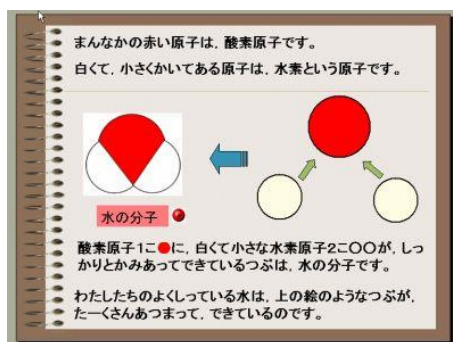 まんなかの赤い原子は，酸素原子です。
白くて，小さくかいてある原子は，水素という原子です。
水の分子
酸素原子1こ●に，白くて小さな水素原子2こ〇〇が，しっ
かりとかみあってできているつぶは，水の分子です。
わたしたちのよくしっている水は，上の絵のようなつぶが，
たーくさんあつまって，できているのです。